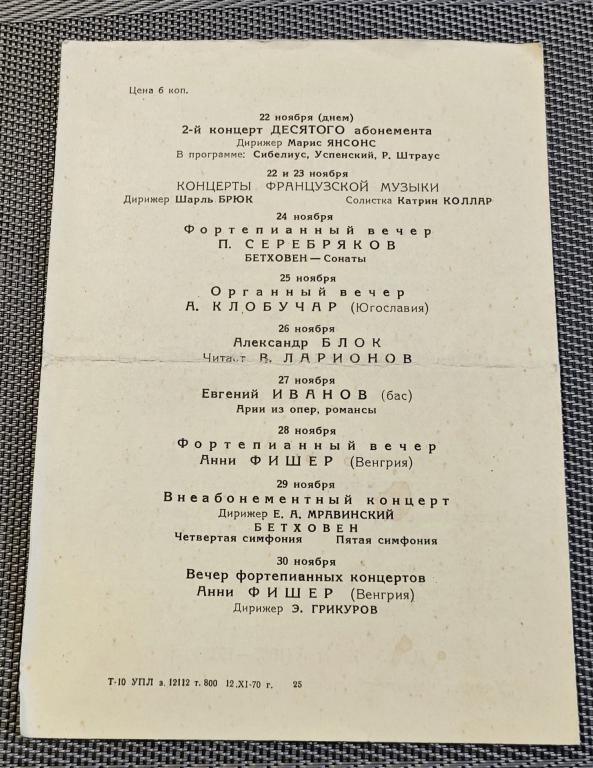 Цена 6 коп.
22 ноября (днем)
2-й концерт ДЕСЯТОГО абонемента
Дирижер Марис ЯНСОНС
В программе: Сибелиус, Успенский, Р. Штраус
22 и 23 ноября
КОНЦЕРТЫ ФРАНЦУЗСКОЙ МУЗЫКИ
Дирижер Шарль БРЮК Солистка Катрин КОЛЛАР
24 ноября
Фортепианный вечер
П. СЕРЕБРЯКОВ
БЕТХОВЕН — Сонаты
25 ноября
Органный вечер
А. КЛОБУЧАР (Югославия)
26 ноября
Александр БЛОК
Читает В. ЛАРИОНОВ
27 ноября
Евгений ИВАНОВ (бас)
Арии из опер, романсы
28 ноября
Фортепианный вечер
Анни ФИШЕР (Венгрия)
29 ноября
Внеабонементный концерт
Дирижер Е. А. МРАВИНСКИЙ
БЕТХОВЕН
Четвертая симфония Пятая симфония
30 ноября
Вечер фортепианных концертов
Анни ФИШЕР (Венгрия)
Дирижер Э. ГРИКУРОВ
Т-10 УПЛ з. 12112 т. 800 12.XI-70 г. 25